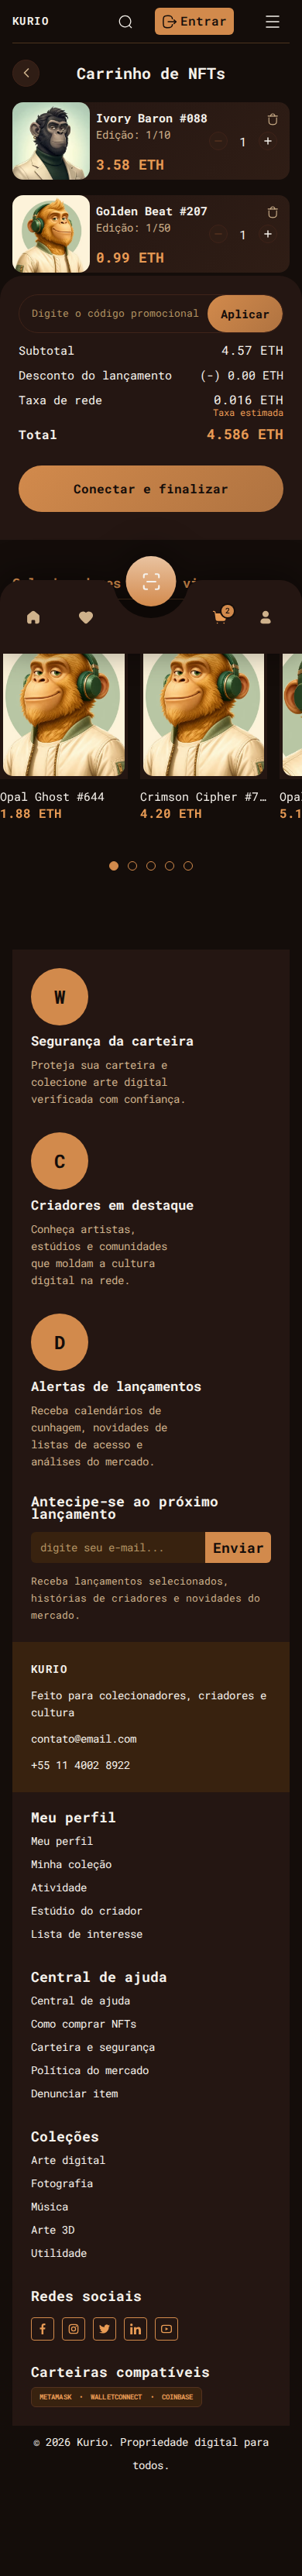 KURIO
Entrar
Carrinho de NFTs
Ivory Baron #088
Edição: 1/10
1
3.58 ETH
Golden Beat #207
Edição: 1/50
1
0.99 ETH
Digite o código promocional
Aplicar
Subtotal 4.57 ETH
Desconto do lançamento (-) 0.00 ETH
Taxa de rede 0.016 ETH
Taxa estimada
Total 4.586 ETH
Conectar e finalizar
2
Opal Ghost #644
1.88 ETH
Crimson Cipher #7…
4.20 ETH
W
Segurança da carteira
Proteja sua carteira e
colecione arte digital
verificada com confiança.
C
Criadores em destaque
Conheça artistas,
estúdios e comunidades
que moldam a cultura
digital na rede.
D
Alertas de lançamentos
Receba calendários de
cunhagem, novidades de
listas de acesso e
análises do mercado.
Antecipe-se ao próximo
lançamento
digite seu e-mail...
Enviar
Receba lançamentos selecionados,
histórias de criadores e novidades do
mercado.
KURIO
Feito para colecionadores, criadores e
cultura
contato@email.com
+55 11 4002 8922
Meu perfil
Meu perfil
Minha coleção
Atividade
Estúdio do criador
Lista de interesse
Central de ajuda
Central de ajuda
Como comprar NFTs
Carteira e segurança
Política do mercado
Denunciar item
Coleções
Arte digital
Fotografia
Música
Arte 3D
Utilidade
Redes sociais
Carteiras compatíveis
METAMASK • WALLETCONNECT • COINBASE
© 2026 Kurio. Propriedade digital para
todos.